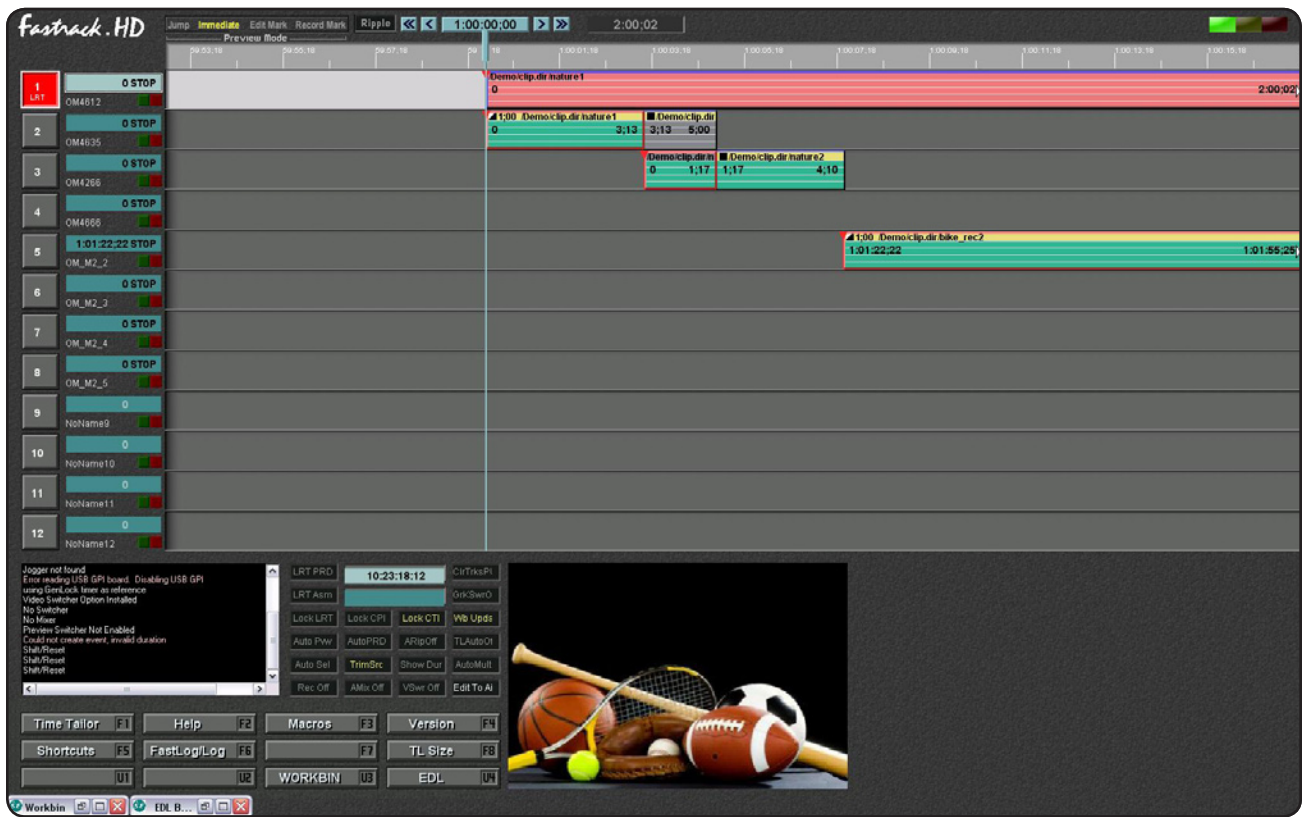 Fastrack.HD
Jump Immediate Edit Mark Record Mark
Preview Mode
Ripple
1:00:00;00
2:00;02
59:53;18 59:55;18 59:57;18 59 18 1:00:01;18 1:00:03;18 1:00:05;18 1:00:07;18 1:00:09;18 1:00:11;18 1:00:13;18 1:00:15;18
1 LRT 0 STOP
OM4612
Demo/clip.dir/nature1
0 2:00;02
2 0 STOP
OM4635
1;00 /Demo/clip.dir/nature1 /Demo/clip.dir
0 3;13 3;13 5;00
3 0 STOP
OM4266
/Demo/clip.dir/n /Demo/clip.dir/nature2
0 1;17 1;17 4;10
4 0 STOP
OM4666
5 1:01:22;22 STOP
OM_M2_2
1;00 /Demo/clip.dir/bike_rec2
1:01:22;22 1:01:55;25
6 0 STOP
OM_M2_3
7 0 STOP
OM_M2_4
8 0 STOP
OM_M2_5
9 0
NoName9
10 0
NoName10
11 0
NoName11
12 0
NoName12
Jogger not found
Error reading USB GPI board. Disabling USB GPI
using GenLock timer as reference
Video Switcher Option Installed
No Switcher
No Mixer
Preview Switcher Not Enabled
Could not create event, invalid duration
Shift/Reset
Shift/Reset
Shift/Reset
LRT PRD 10:23:18:12 ClrTrksPl
LRT Asm GrkSwrO
Lock LRT Lock CPI Lock CTI Wb Upds
Auto Pvw AutoPRD ARipOff TLAutoOt
Auto Sel TrimSrc Show Dur AutoMult
Rec Off AMix Off VSwr Off Edit To Al
Time Tailor F1 Help F2 Macros F3 Version F4
Shortcuts F5 FastLog/Log F6 F7 TL Size F8
U1 U2 WORKBIN U3 EDL U4
Workbin EDL B...